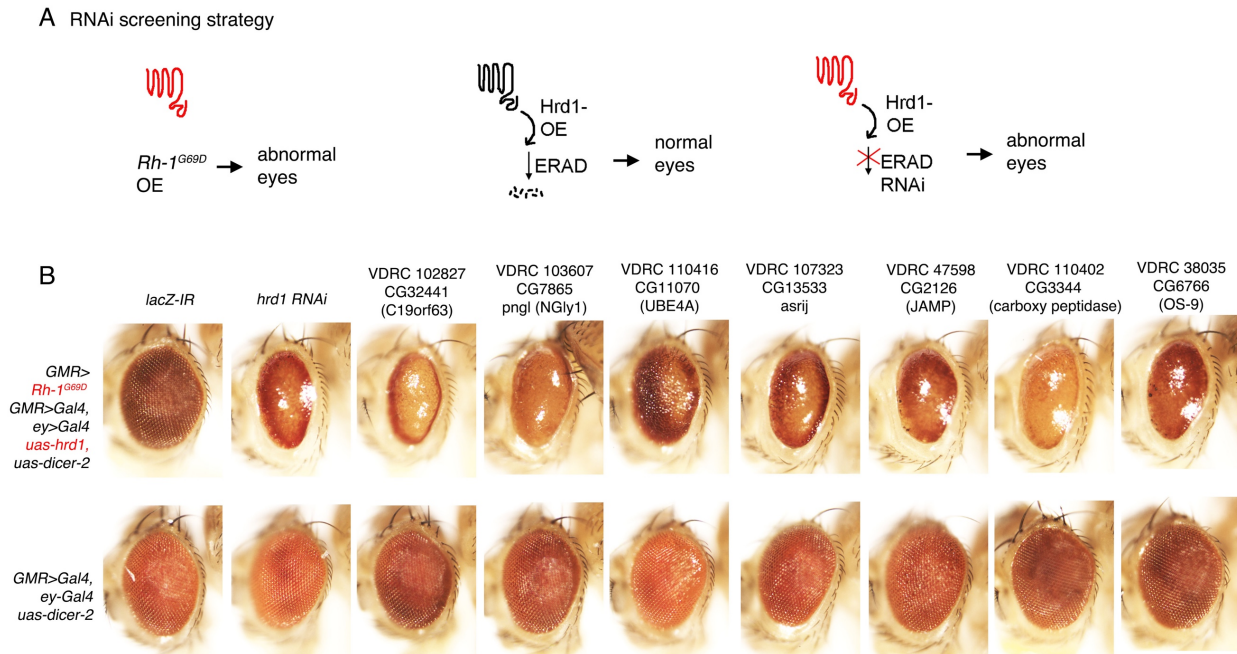 A RNAi screening strategy
Rh-1G69D
OE
abnormal
eyes
Hrd1-
OE
ERAD
normal
eyes
Hrd1-
OE
ERAD
RNAi
abnormal
eyes
B
lacZ-IR
hrd1 RNAi
VDRC 102827
CG32441
(C19orf63)
VDRC 103607
CG7865
pngl (NGly1)
VDRC 110416
CG11070
(UBE4A)
VDRC 107323
CG13533
asrij
VDRC 47598
CG2126
(JAMP)
VDRC 110402
CG3344
(carboxy peptidase)
VDRC 38035
CG6766
(OS-9)
GMR>
Rh-1G69D
GMR>Gal4,
ey>Gal4
uas-hrd1,
uas-dicer-2
GMR>Gal4,
ey-Gal4
uas-dicer-2